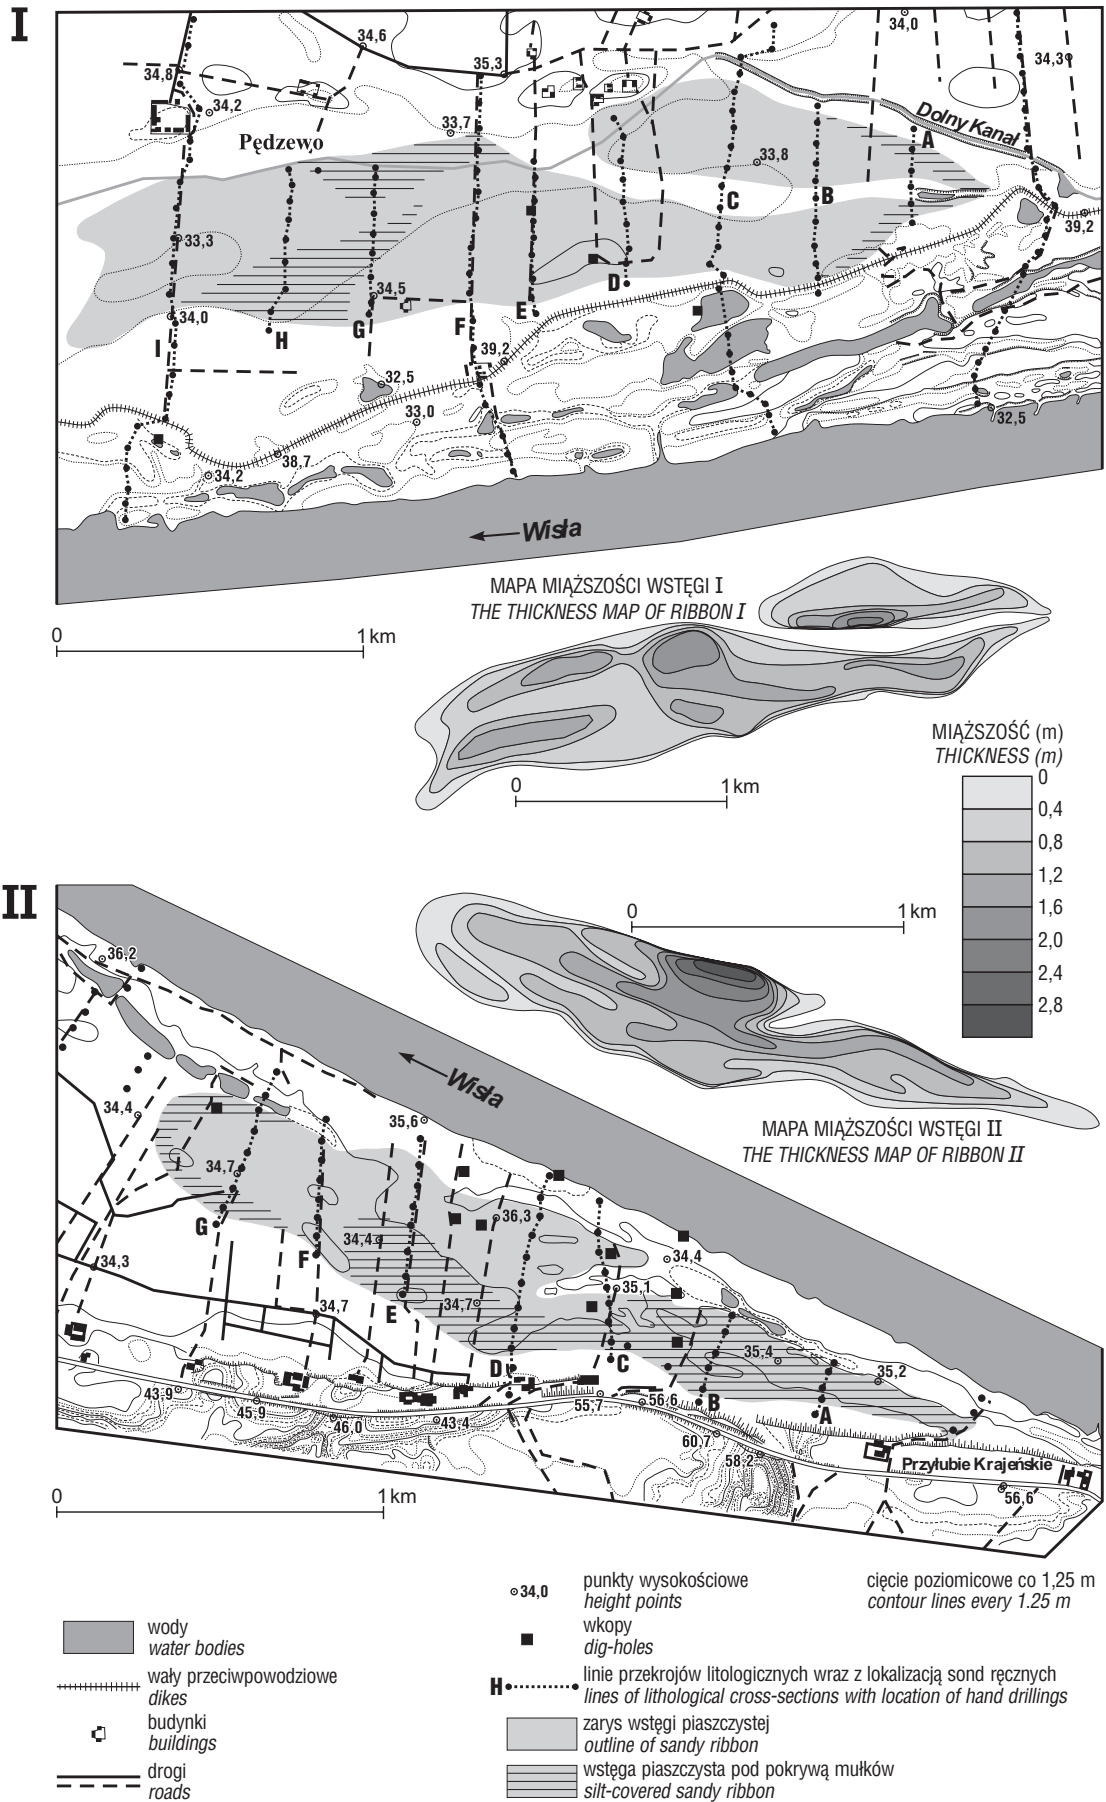 I
34,6
34,0
34,8
35,3
34,3
34,2
33,7
Dolny Kanał
Pędzewo
A
33,8
C
B
39,2
33,3
D
34,5
34,0
E
H
G
F
I
39,2
32,5
33,0
32,5
38,7
34,2
Wisła
MAPA MIĄŻSZOŚCI WSTĘGI I
THE THICKNESS MAP OF RIBBON I
0 1 km
0 1 km
MIĄŻSZOŚĆ (m)
THICKNESS (m)
0
0,4
0,8
1,2
1,6
2,0
2,4
2,8
II
0 1 km
36,2
Wisła
34,4
35,6
MAPA MIĄŻSZOŚCI WSTĘGI II
THE THICKNESS MAP OF RIBBON II
34,7
G
36,3
34,4
34,4
F
34,3
35,1
E
34,7
34,7
35,4
D
C
35,2
43,9
B
A
45,9
55,7
56,6
46,0
43,4
60,7
58,2
Przyłubie Krajeńskie
56,6
0 1 km
34,0
punkty wysokościowe
height points
cięcie poziomicowe co 1,25 m
contour lines every 1.25 m
wody
water bodies
wkopy
dig-holes
wały przeciwpowodziowe
dikes
H
linie przekrojów litologicznych wraz z lokalizacją sond ręcznych
lines of lithological cross-sections with location of hand drillings
budynki
buildings
zarys wstęgi piaszczystej
outline of sandy ribbon
drogi
roads
wstęga piaszczysta pod pokrywą mułków
silt-covered sandy ribbon